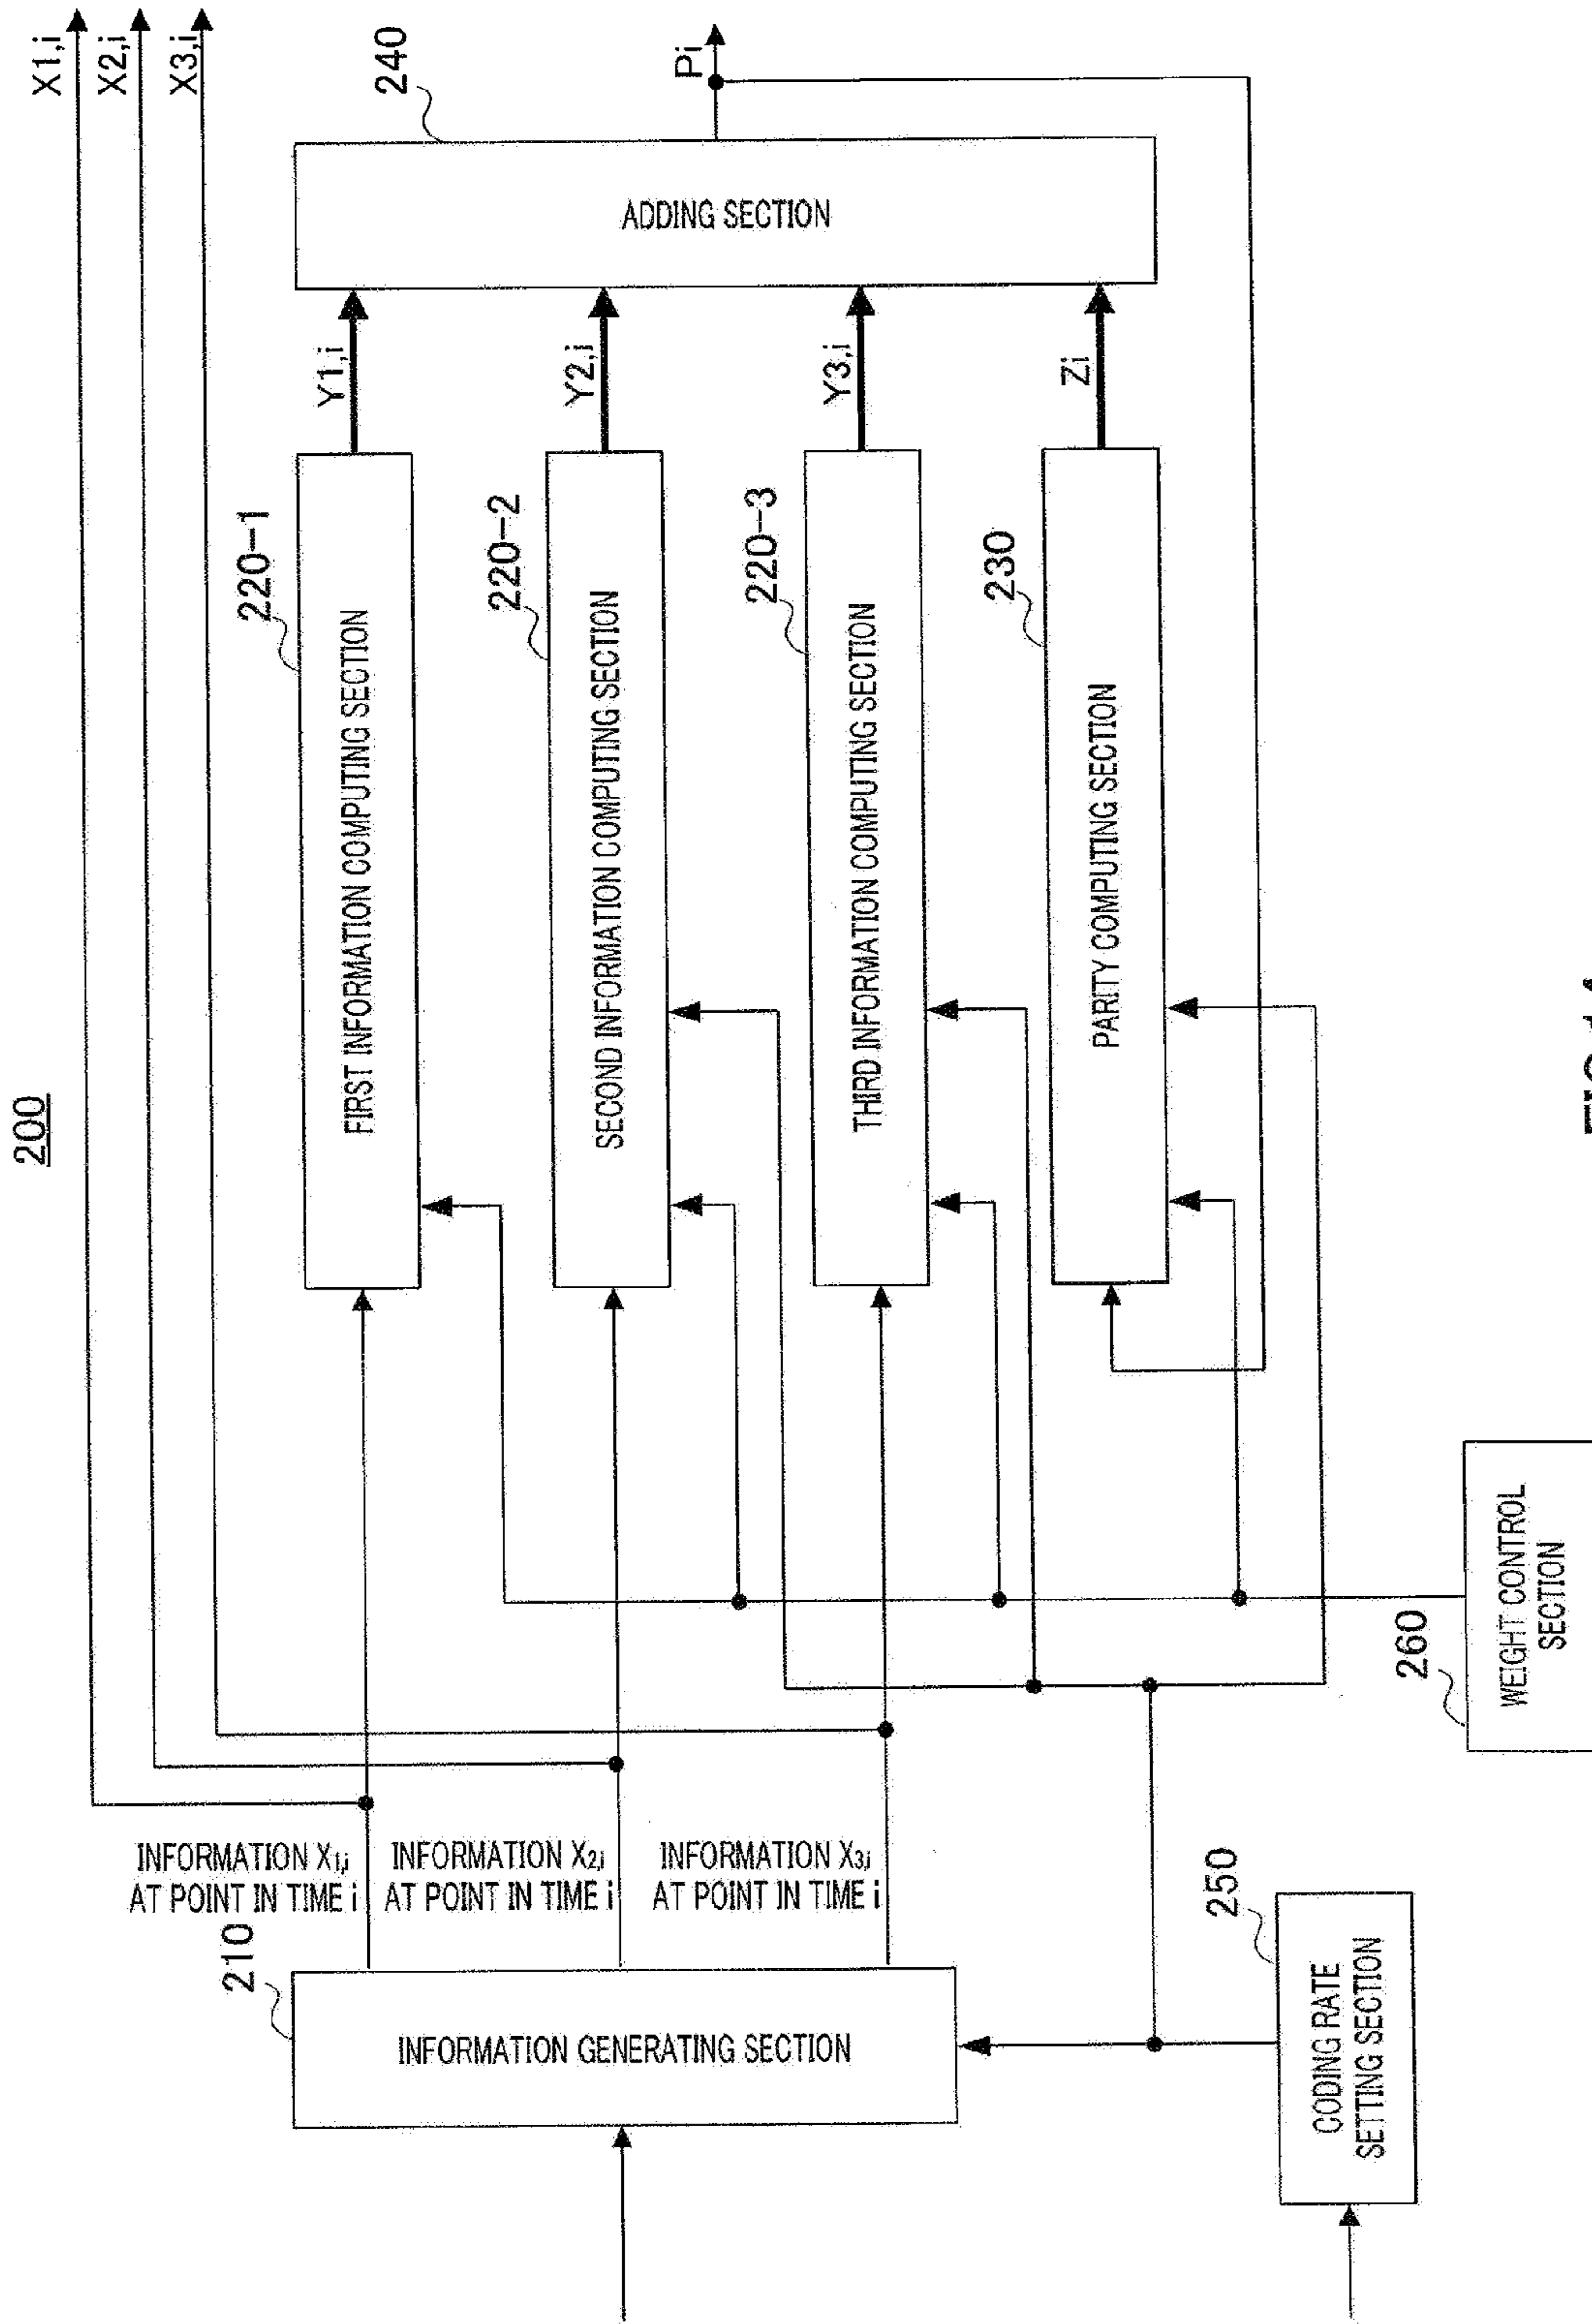 200
X1,i
X2,i
X3,i
Pi
240
ADDING SECTION
220-1
FIRST INFORMATION COMPUTING SECTION
Y1,i
220-2
SECOND INFORMATION COMPUTING SECTION
Y2,i
220-3
THIRD INFORMATION COMPUTING SECTION
Y3,i
230
PARITY COMPUTING SECTION
Zi
INFORMATION X1,i
AT POINT IN TIME i
INFORMATION X2,i
AT POINT IN TIME i
INFORMATION X3,i
AT POINT IN TIME i
210
INFORMATION GENERATING SECTION
250
CODING RATE
SETTING SECTION
260
WEIGHT CONTROL
SECTION